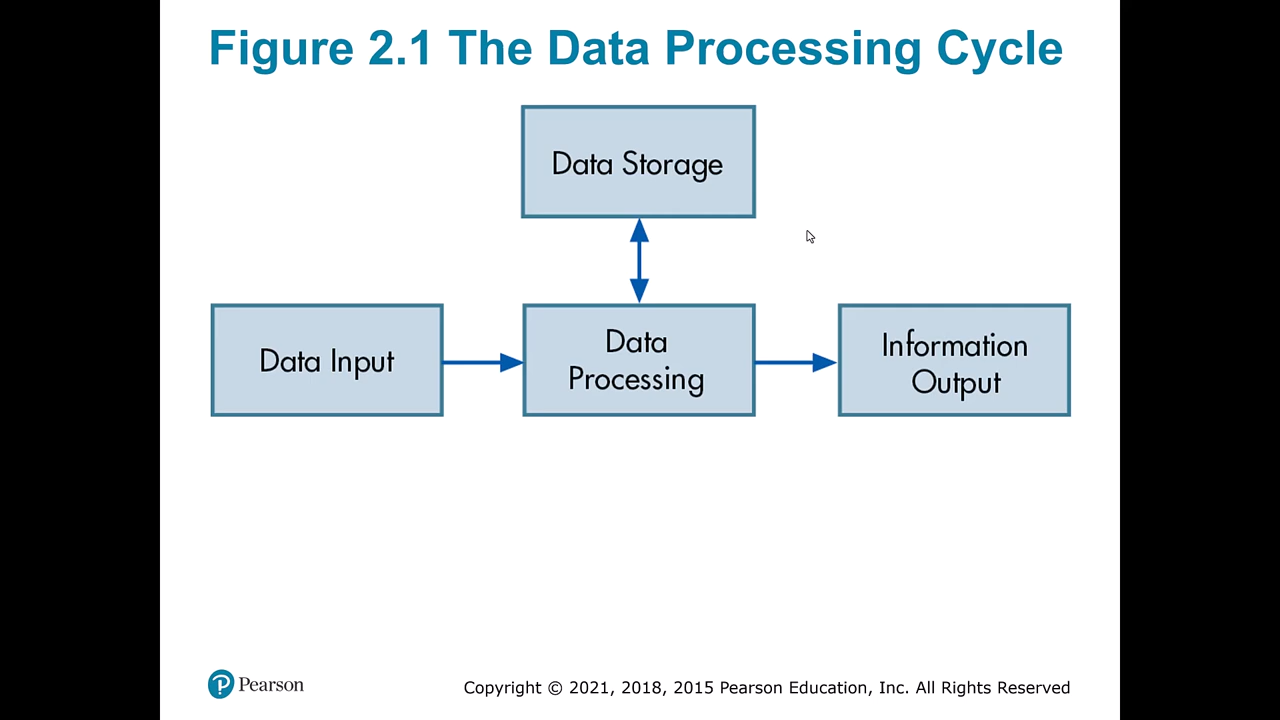 Figure 2.1 The Data Processing Cycle
Data Storage
Data Input
Data
Processing
Information
Output
Pearson
Copyright © 2021, 2018, 2015 Pearson Education, Inc. All Rights Reserved